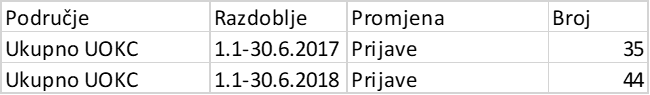 Područje Razdoblje Promjena Broj
Ukupno UOKC 1.1-30.6.2017 Prijave 35
Ukupno UOKC 1.1-30.6.2018 Prijave 44